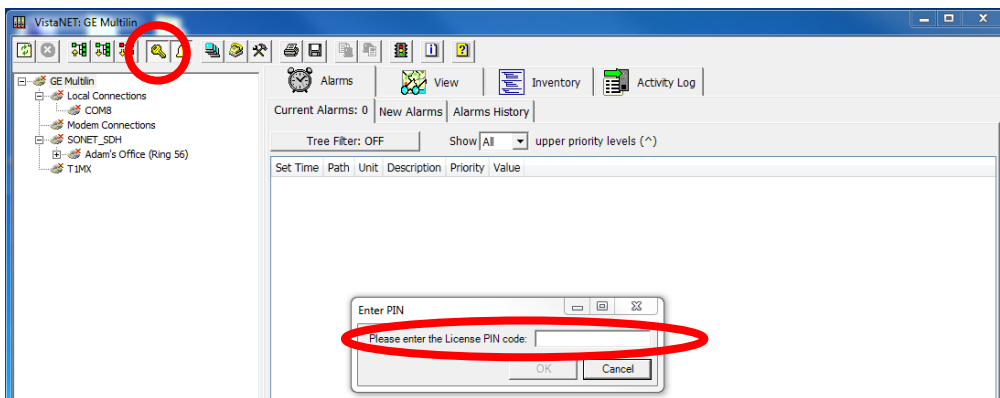 VistaNET: GE Multilin
GE Multilin
Local Connections
COM8
Modem Connections
SONET_SDH
Adam's Office (Ring 56)
T1MX
Alarms View Inventory Activity Log
Current Alarms: 0 New Alarms Alarms History
Tree Filter: OFF Show All upper priority levels (^)
Set Time Path Unit Description Priority Value
Enter PIN
Please enter the License PIN code:
OK Cancel